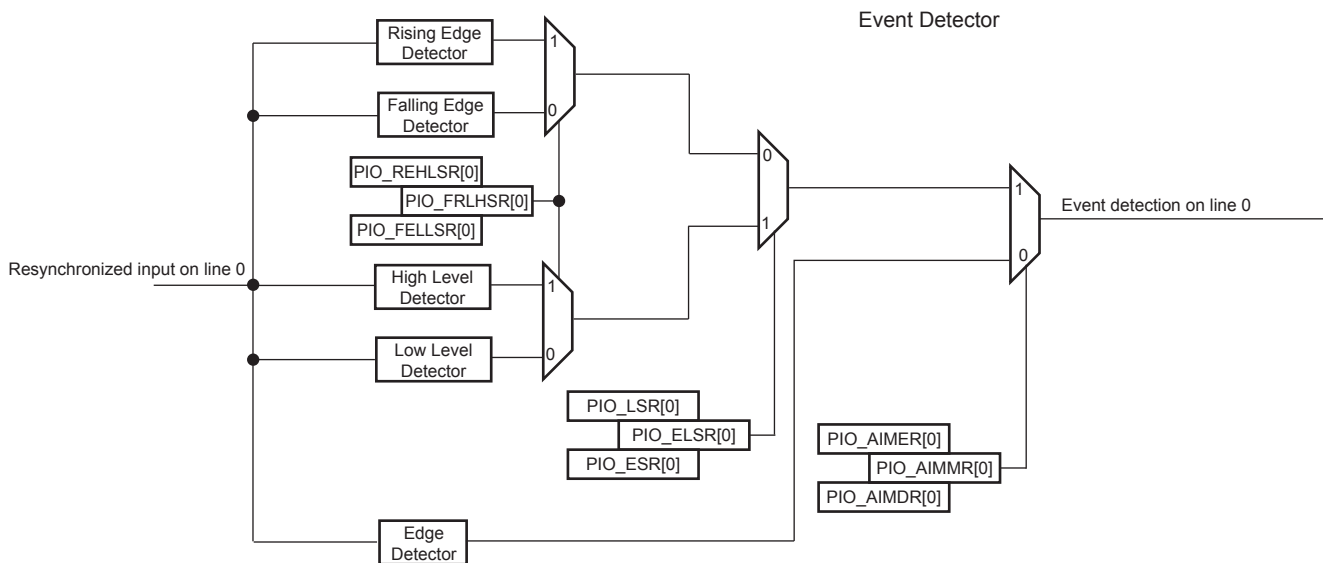 Event Detector
Rising Edge
Detector
1
Falling Edge
Detector
0
PIO_REHLSR[0]
PIO_FRLHSR[0]
PIO_FELLSR[0]
0
1
1
Event detection on line 0
0
Resynchronized input on line 0
High Level
Detector
1
Low Level
Detector
0
PIO_LSR[0]
PIO_ELSR[0]
PIO_ESR[0]
PIO_AIMER[0]
PIO_AIMMR[0]
PIO_AIMDR[0]
Edge
Detector